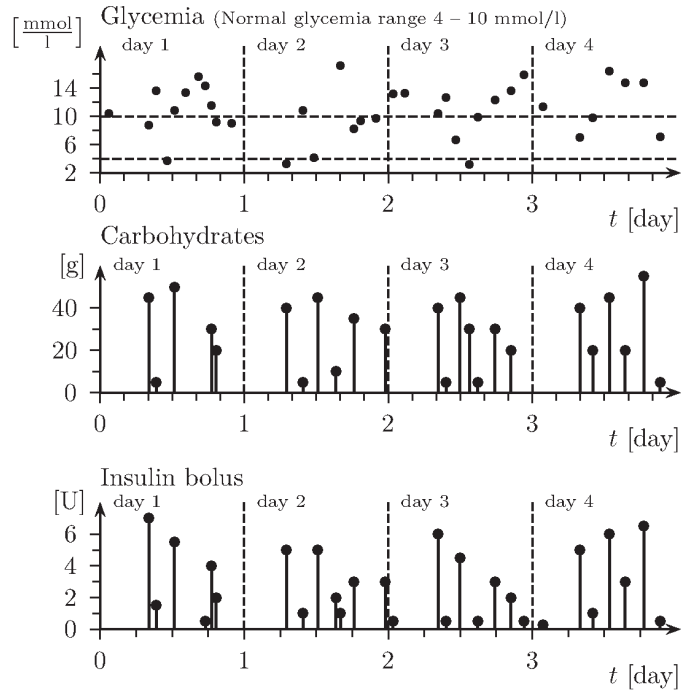 Glycemia (Normal glycemia range 4 – 10 mmol/l)
[mmol/l]
day 1 day 2 day 3 day 4
14
10
6
2
0 1 2 3
t [day]
Carbohydrates
[g]
day 1 day 2 day 3 day 4
40
20
0
0 1 2 3
t [day]
Insulin bolus
[U]
day 1 day 2 day 3 day 4
6
4
2
0
0 1 2 3
t [day]